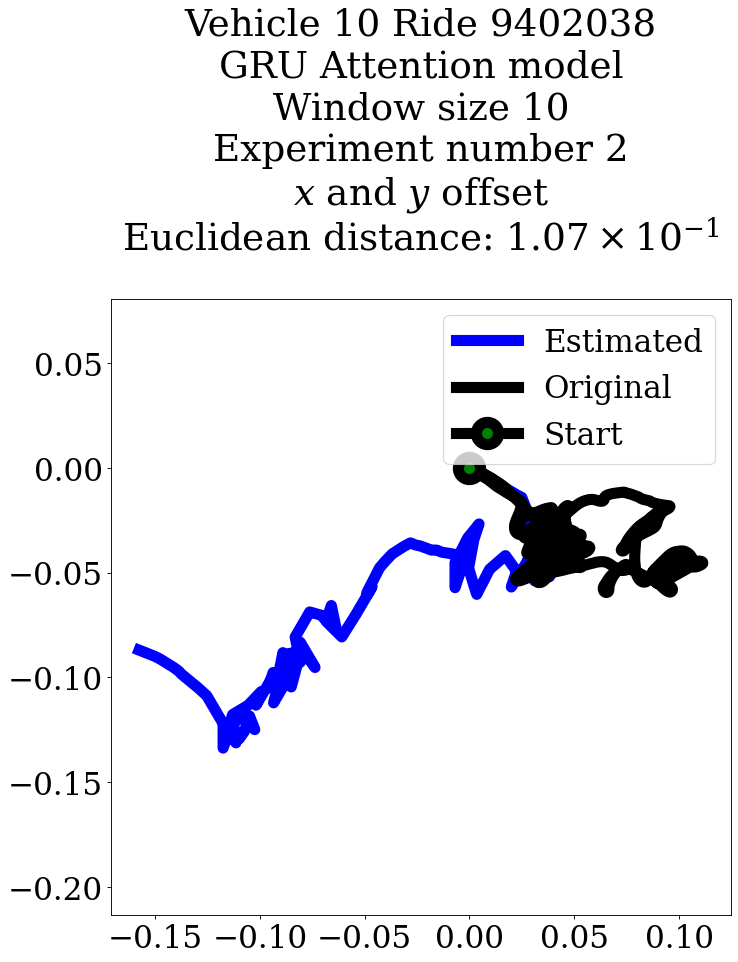 Vehicle 10 Ride 9402038
GRU Attention model
Window size 10
Experiment number 2
x and y offset
Euclidean distance: 1.07 × 10⁻¹
Estimated
Original
Start
0.05
0.00
−0.05
−0.10
−0.15
−0.20
−0.15 −0.10 −0.05 0.00 0.05 0.10